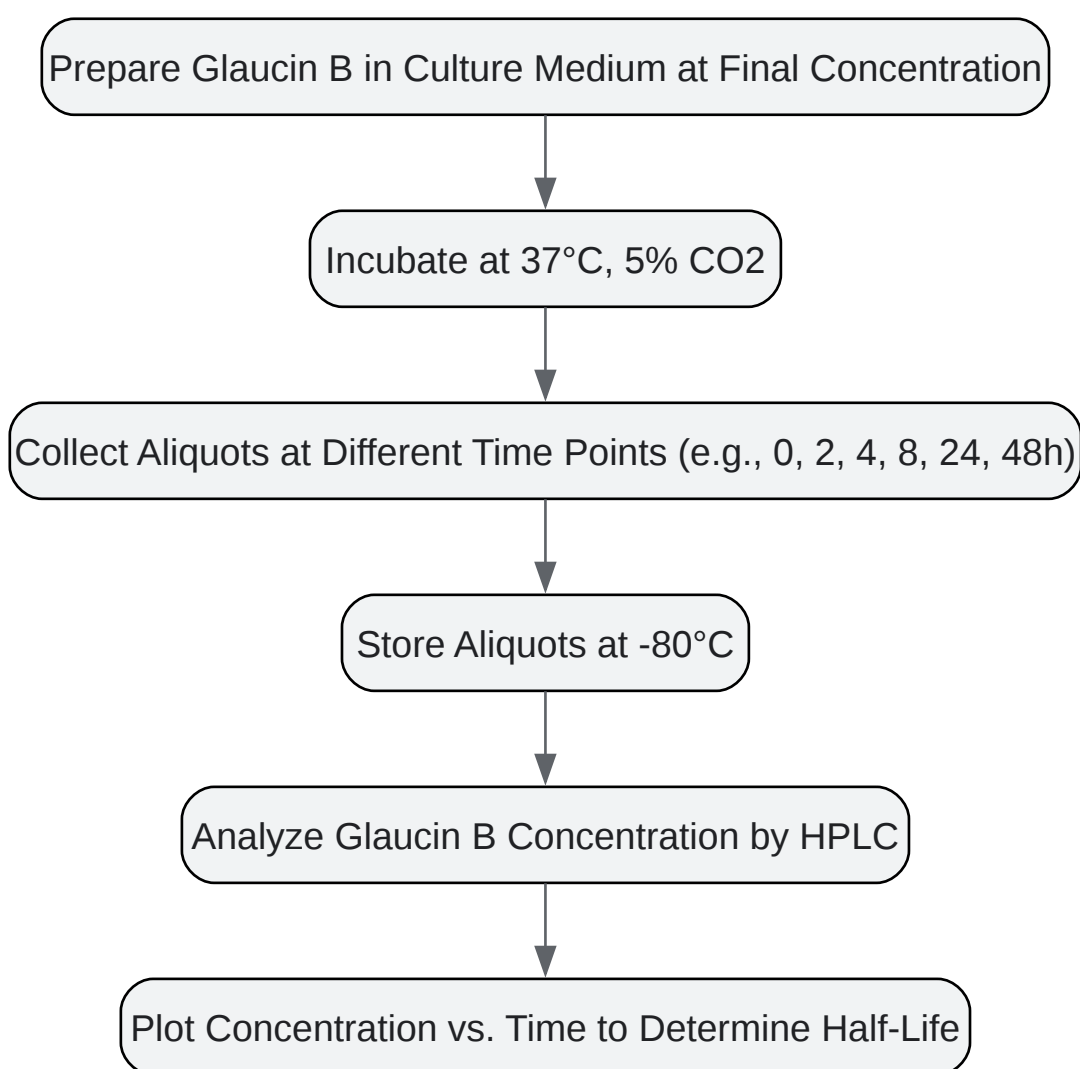 Prepare Glaucin B in Culture Medium at Final Concentration
Incubate at 37°C, 5% CO2
Collect Aliquots at Different Time Points (e.g., 0, 2, 4, 8, 24, 48h)
Store Aliquots at -80°C
Analyze Glaucin B Concentration by HPLC
Plot Concentration vs. Time to Determine Half-Life